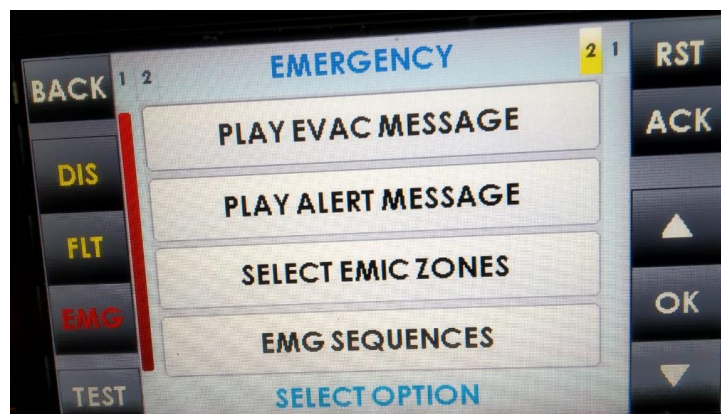 BACK
1 2
EMERGENCY
2 1
RST
PLAY EVAC MESSAGE
ACK
DIS
PLAY ALERT MESSAGE
FLT
SELECT EMIC ZONES
EMG
OK
EMG SEQUENCES
TEST
SELECT OPTION